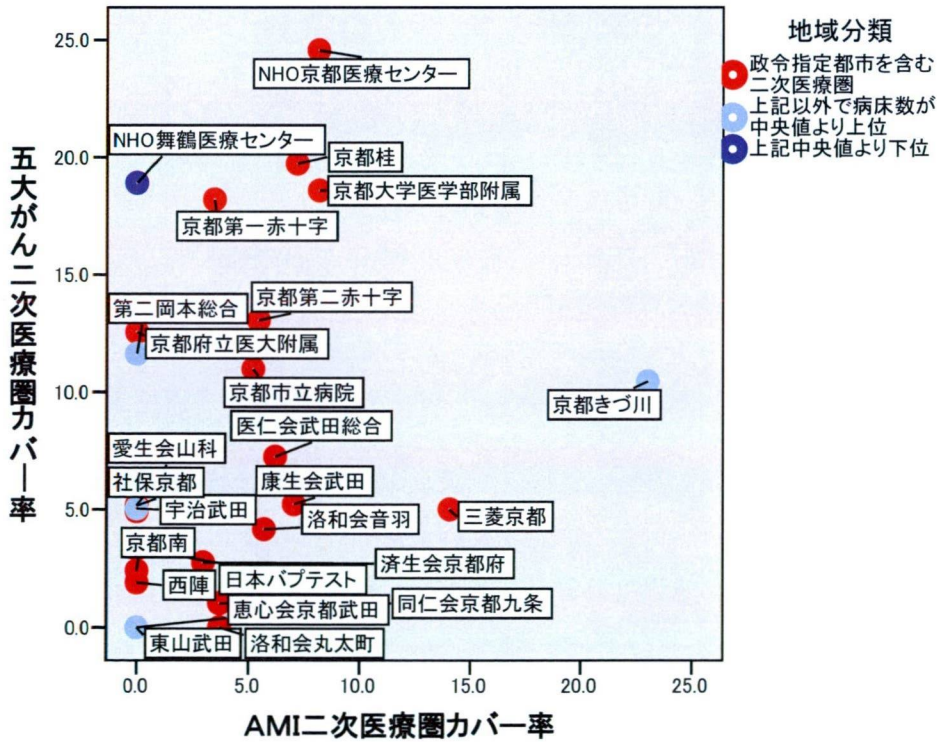 地域分類
政令指定都市を含む
二次医療圏
上記以外で病床数が
中央値より上位
上記中央値より下位
五大がん二次医療圏カバー率
25.0
20.0
15.0
10.0
5.0
0.0
NHO京都医療センター
NHO舞鶴医療センター
京都桂
京都大学医学部附属
京都第一赤十字
京都第二赤十字
第二岡本総合
京都府立医大附属
京都市立病院
京都きづ川
医仁会武田総合
愛生会山科
康生会武田
社保京都
宇治武田
洛和会音羽
三菱京都
京都南
済生会京都府
西陣
日本バプテスト
恵心会京都武田
同仁会京都九条
東山武田
洛和会丸太町
0.0
5.0
10.0
15.0
20.0
25.0
AMI二次医療圏カバー率